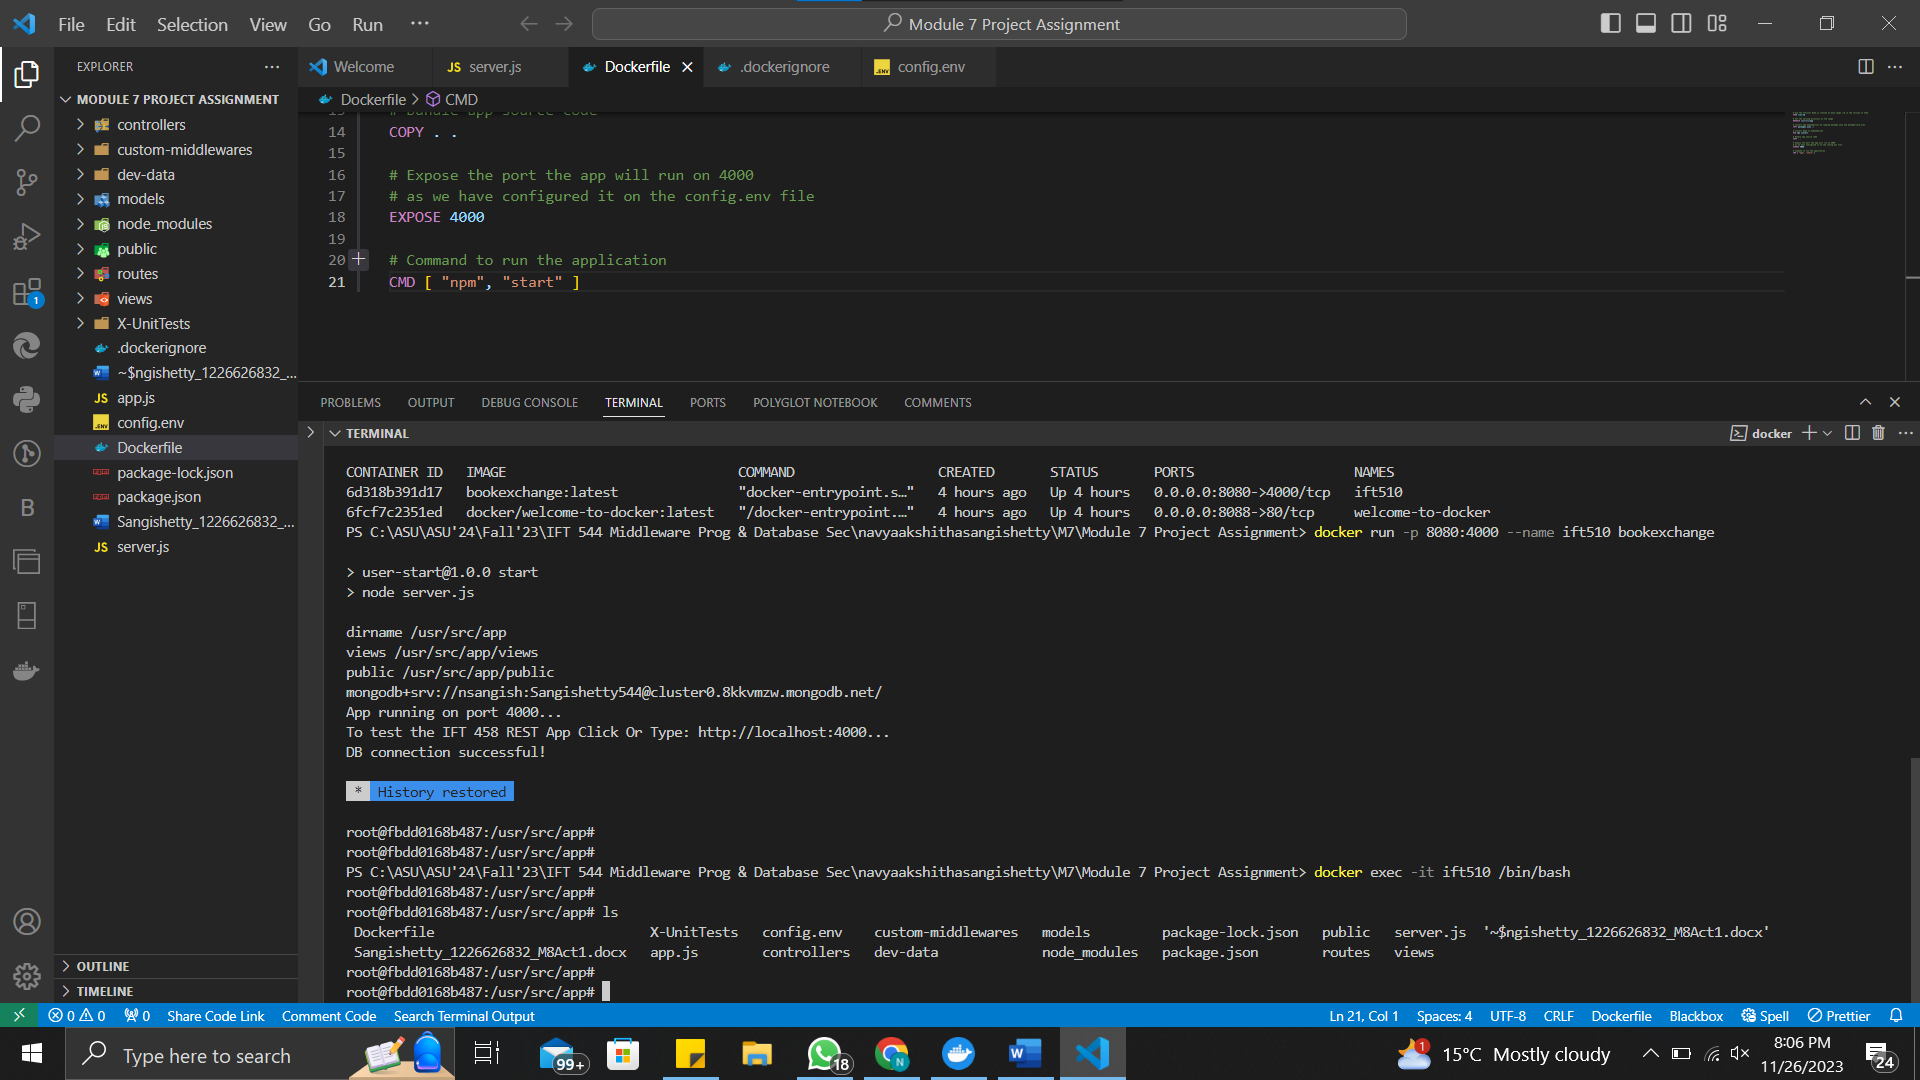 File Edit Selection View Go Run ··· Module 7 Project Assignment
EXPLORER ···
Welcome JS server.js Dockerfile .dockerignore .ENV config.env ···
Dockerfile > CMD
MODULE 7 PROJECT ASSIGNMENT
controllers
custom-middlewares
dev-data
models
node_modules
public
routes
views
X-UnitTests
.dockerignore
~$ngishetty_1226626832_...
JS app.js
config.env
Dockerfile
package-lock.json
package.json
Sangishetty_1226626832_...
JS server.js
OUTLINE
TIMELINE
1
B
13 # Bundle app source code
14 COPY . .
15
16 # Expose the port the app will run on 4000
17 # as we have configured it on the config.env file
18 EXPOSE 4000
19
20 # Command to run the application
21 CMD [ "npm", "start" ]
PROBLEMS OUTPUT DEBUG CONSOLE TERMINAL PORTS POLYGLOT NOTEBOOK COMMENTS
TERMINAL docker
CONTAINER ID IMAGE COMMAND CREATED STATUS PORTS NAMES
6d318b391d17 bookexchange:latest "docker-entrypoint.s…" 4 hours ago Up 4 hours 0.0.0.0:8080->4000/tcp ift510
6fcf7c2351ed docker/welcome-to-docker:latest "/docker-entrypoint.…" 4 hours ago Up 4 hours 0.0.0.0:8088->80/tcp welcome-to-docker
PS C:\ASU\ASU'24\Fall'23\IFT 544 Middleware Prog & Database Sec\navyaakshithasangishetty\M7\Module 7 Project Assignment> docker run -p 8080:4000 --name ift510 bookexchange
> user-start@1.0.0 start
> node server.js
dirname /usr/src/app
views /usr/src/app/views
public /usr/src/app/public
mongodb+srv://nsangish:Sangishetty544@cluster0.8kkvmzw.mongodb.net/
App running on port 4000...
To test the IFT 458 REST App Click Or Type: http://localhost:4000...
DB connection successful!
* History restored
root@fbdd0168b487:/usr/src/app#
root@fbdd0168b487:/usr/src/app#
PS C:\ASU\ASU'24\Fall'23\IFT 544 Middleware Prog & Database Sec\navyaakshithasangishetty\M7\Module 7 Project Assignment> docker exec -it ift510 /bin/bash
root@fbdd0168b487:/usr/src/app#
root@fbdd0168b487:/usr/src/app# ls
Dockerfile X-UnitTests config.env custom-middlewares models package-lock.json public server.js '~$ngishetty_1226626832_M8Act1.docx'
Sangishetty_1226626832_M8Act1.docx app.js controllers dev-data node_modules package.json routes views
root@fbdd0168b487:/usr/src/app#
root@fbdd0168b487:/usr/src/app#
0 0 0 Share Code Link Comment Code Search Terminal Output Ln 21, Col 1 Spaces: 4 UTF-8 CRLF Dockerfile Blackbox Spell Prettier
Type here to search 99+ 18 N W 1 15°C Mostly cloudy 8:06 PM
11/26/2023 24